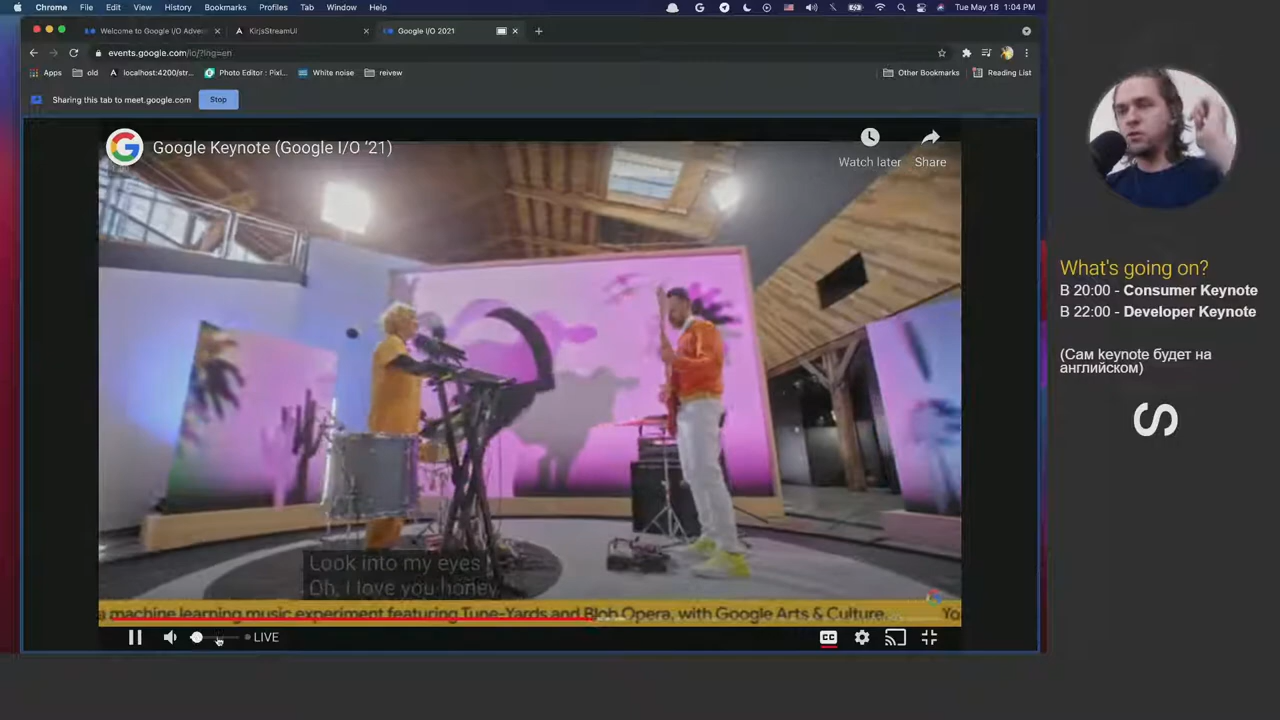 Chrome File Edit View History Bookmarks Profiles Tab Window Help
Tue May 18 1:04 PM
Welcome to Google I/O Adve
KirjsStreamUI
Google I/O 2021
events.google.com/io/?lng=en
Apps
old
localhost:4200/str...
Photo Editor : Pixl...
White noise
reivew
Other Bookmarks
Reading List
Sharing this tab to meet.google.com
Stop
Google Keynote (Google I/O ‘21)
Watch later
Share
Look into my eyes
Oh, I love you honey
a machine learning music experiment featuring Tune-Yards and Blob Opera, with Google Arts & Culture.
Yo
LIVE
CC
What's going on?
В 20:00 - Consumer Keynote
В 22:00 - Developer Keynote
(Сам keynote будет на
английском)